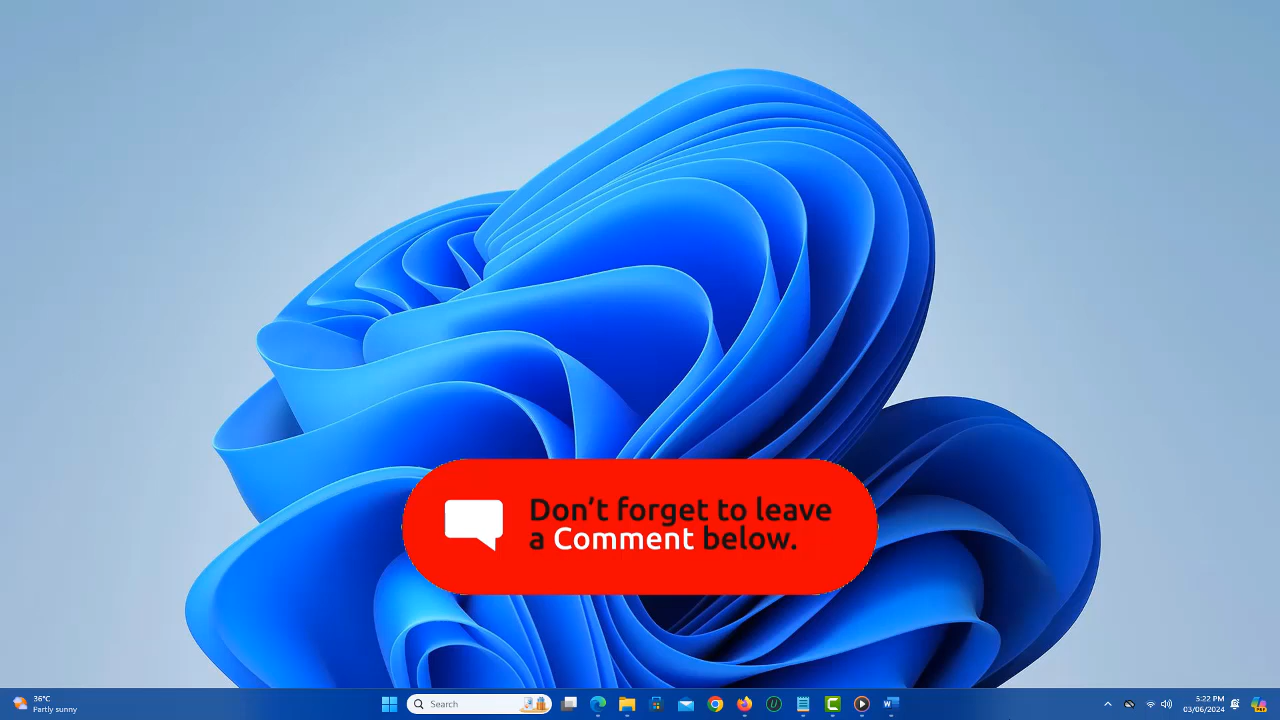 Don't forget to leave
a Comment below.
36°C
Partly sunny
Search
5:22 PM
03/06/2024